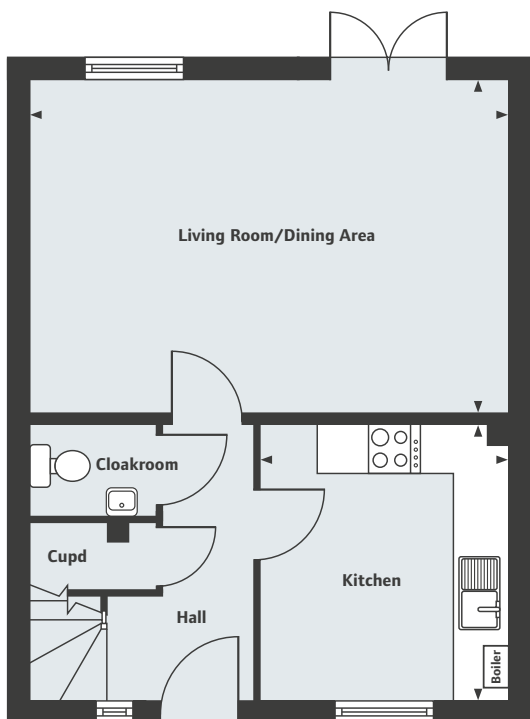 Living Room/Dining Area
Cloakroom
Cupd
Kitchen
Hall
Boiler